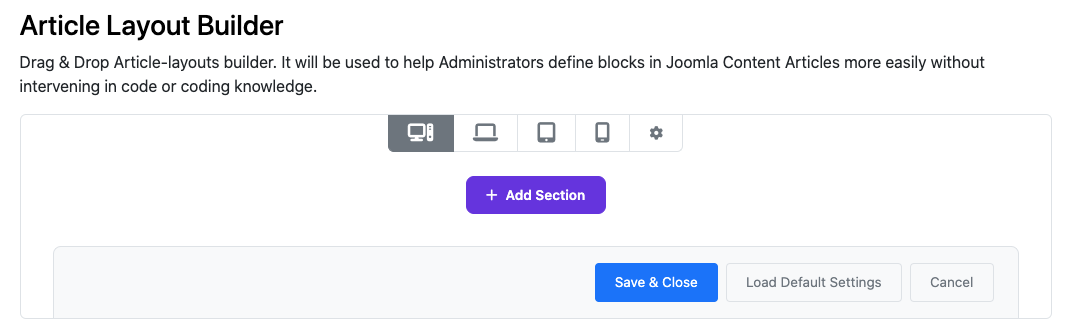 Article Layout Builder
Drag & Drop Article-layouts builder. It will be used to help Administrators define blocks in Joomla Content Articles more easily without
intervening in code or coding knowledge.
+ Add Section
Save & Close Load Default Settings Cancel